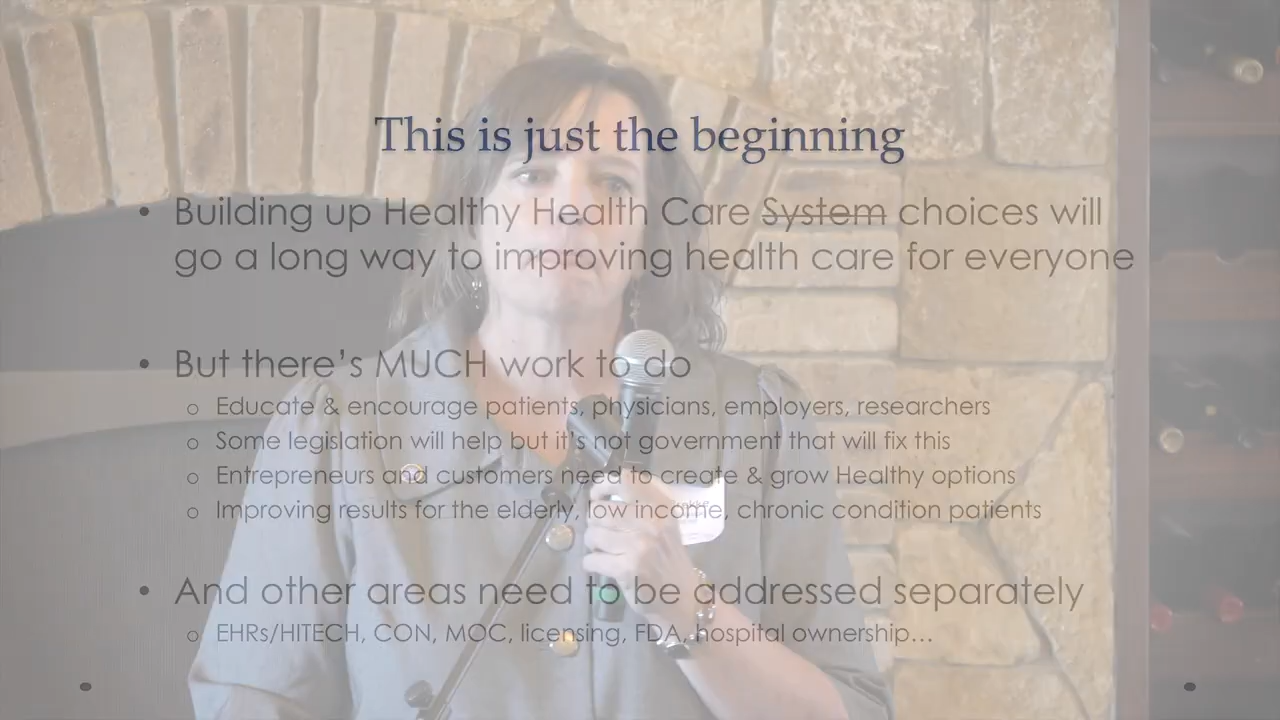 This is just the beginning
• Building up Healthy Health Care ~~System~~ choices will
go a long way to improving health care for everyone
• But there's MUCH work to do
o Educate & encourage patients, physicians, employers, researchers
o Some legislation will help but it's not government that will fix this
o Entrepreneurs and customers need to create & grow Healthy options
o Improving results for the elderly, low income, chronic condition patients
• And other areas need to be addressed separately
o EHRs/HITECH, CON, MOC, licensing, FDA, hospital ownership…